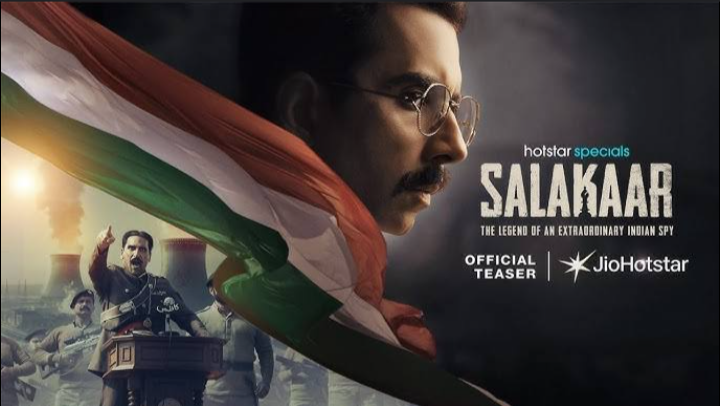 hotstar specials
SALAKAAR
THE LEGEND OF AN EXTRAORDINARY INDIAN SPY
OFFICIAL
TEASER
JioHotstar